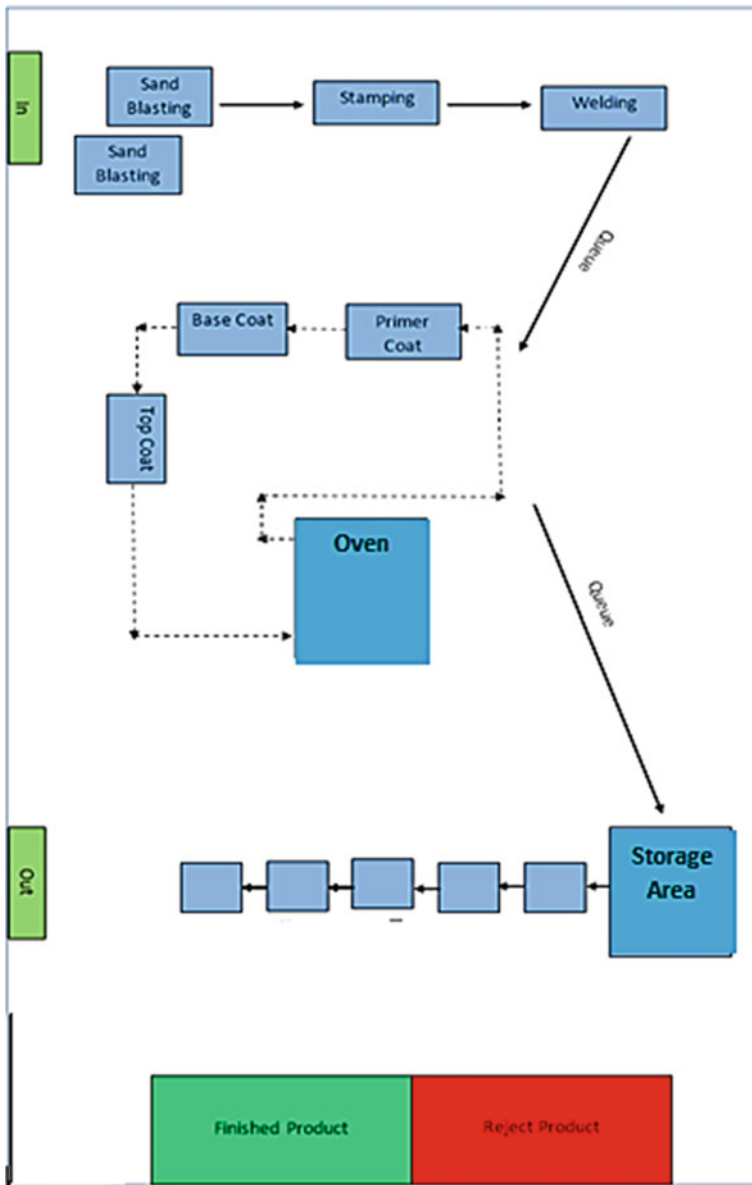 In
Sand
Blasting
Stamping
Welding
Sand
Blasting
Queue
Base Coat
Primer
Coat
Top Coat
Oven
Queue
Out
Storage
Area
Finished Product
Reject Product